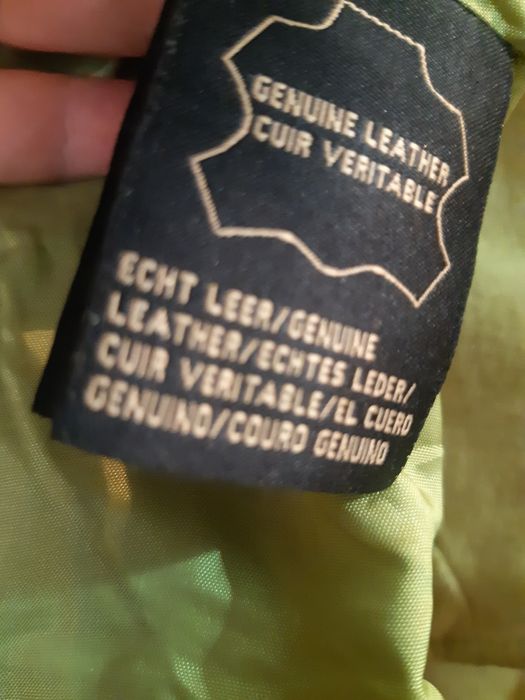 GENUINE LEATHER
CUIR VERITABLE
ECHT LEER/GENUINE
LEATHER/ECHTES LEDER/
CUIR VERITABLE/EL CUERO
GENUINO/COURO GENUINO